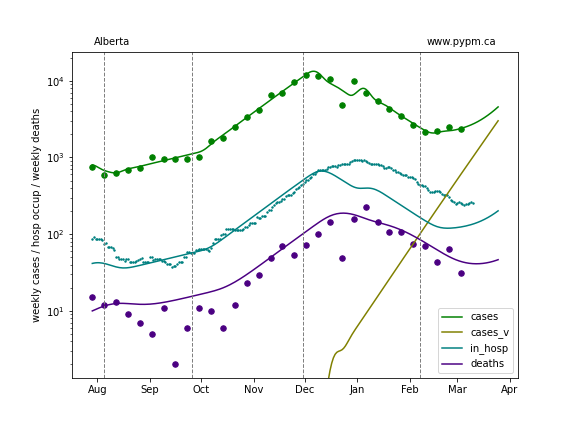 Alberta
www.pypm.ca
weekly cases / hosp occup / weekly deaths
10⁴
10³
10²
10¹
Aug Sep Oct Nov Dec Jan Feb Mar Apr
cases
cases_v
in_hosp
deaths